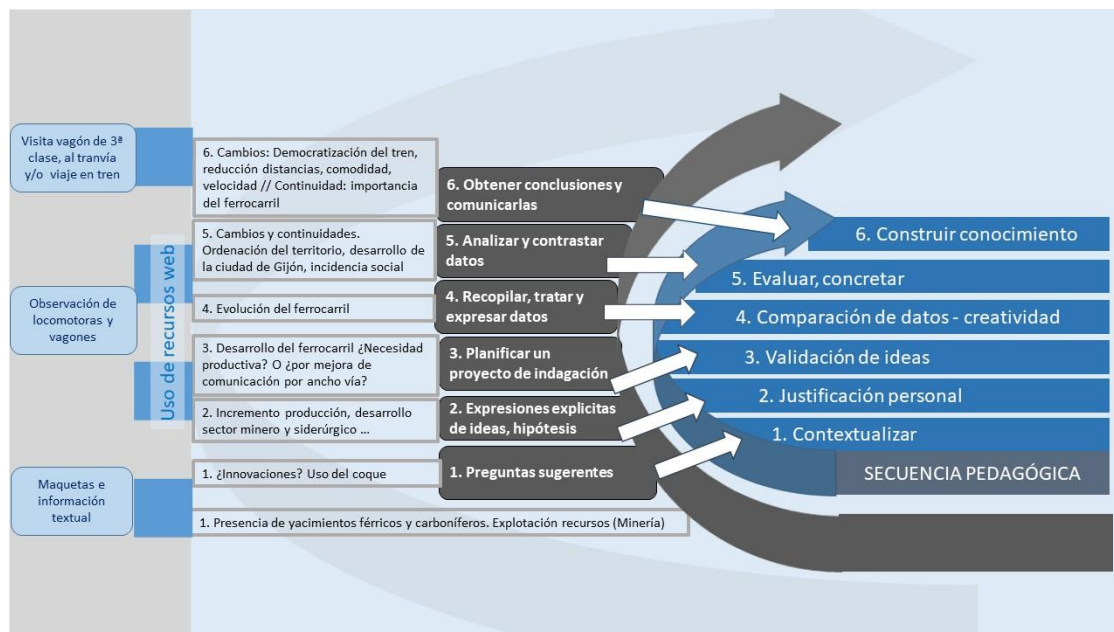 Visita vagón de 3ª
clase, al tranvía
y/o viaje en tren
Observación de
locomotoras y
vagones
Maquetas e
información
textual
Uso de recursos web
6. Cambios: Democratización del tren,
reducción distancias, comodidad,
velocidad // Continuidad: importancia
del ferrocarril
5. Cambios y continuidades.
Ordenación del territorio, desarrollo de
la ciudad de Gijón, incidencia social
4. Evolución del ferrocarril
3. Desarrollo del ferrocarril ¿Necesidad
productiva? O ¿por mejora de
comunicación por ancho vía?
2. Incremento producción, desarrollo
sector minero y siderúrgico ...
1. ¿Innovaciones? Uso del coque
1. Presencia de yacimientos férricos y carboníferos. Explotación recursos (Minería)
6. Obtener conclusiones y
comunicarlas
5. Analizar y contrastar
datos
4. Recopilar, tratar y
expresar datos
3. Planificar un
proyecto de indagación
2. Expresiones explicitas
de ideas, hipótesis
1. Preguntas sugerentes
6. Construir conocimiento
5. Evaluar, concretar
4. Comparación de datos - creatividad
3. Validación de ideas
2. Justificación personal
1. Contextualizar
SECUENCIA PEDAGÓGICA